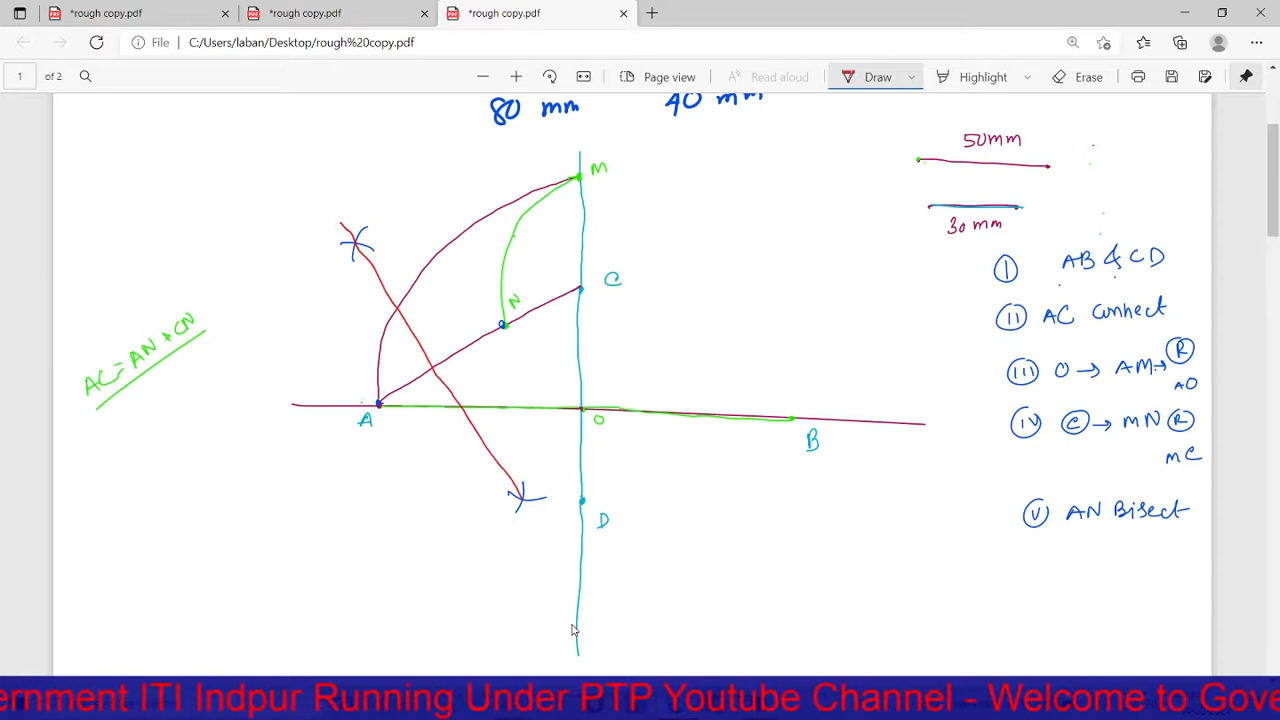 *rough copy.pdf
*rough copy.pdf
*rough copy.pdf
File
C:/Users/laban/Desktop/rough%20copy.pdf
1
of 2
Page view
Read aloud
Draw
Highlight
Erase
80 mm 40 mm
50mm
30 mm
M
C
N
A
O
B
D
AC = AN + CN
I AB & CD
II AC Connect
III O → AM → R
AO
IV C → MN R
MC
V AN Bisect
ernment ITI Indpur Running Under PTP Youtube Channel - Welcome to Gove